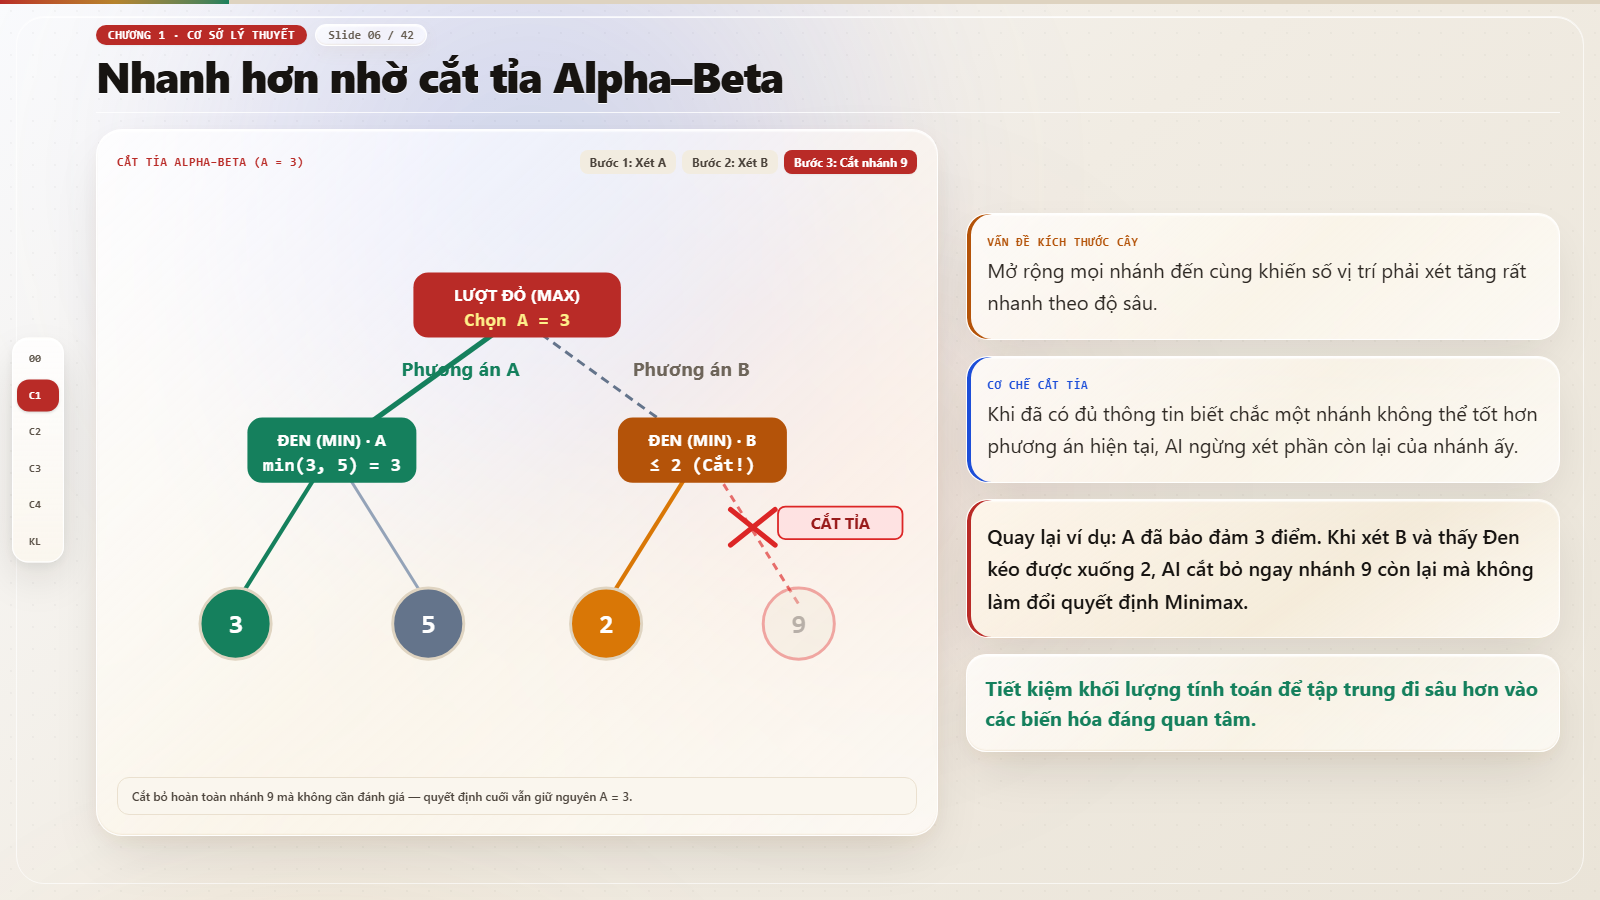 CHƯƠNG 1 · CƠ SỞ LÝ THUYẾT
Slide 06 / 42
Nhanh hơn nhờ cắt tỉa Alpha–Beta
CẮT TỈA ALPHA–BETA (A = 3)
Bước 1: Xét A
Bước 2: Xét B
Bước 3: Cắt nhánh 9
LƯỢT ĐỎ (MAX)
Chọn A = 3
Phương án A
Phương án B
ĐEN (MIN) · A
min(3, 5) = 3
ĐEN (MIN) · B
≤ 2 (Cắt!)
CẮT TỈA
3
5
2
9
Cắt bỏ hoàn toàn nhánh 9 mà không cần đánh giá — quyết định cuối vẫn giữ nguyên A = 3.
VẤN ĐỀ KÍCH THƯỚC CÂY
Mở rộng mọi nhánh đến cùng khiến số vị trí phải xét tăng rất
nhanh theo độ sâu.
CƠ CHẾ CẮT TỈA
Khi đã có đủ thông tin biết chắc một nhánh không thể tốt hơn
phương án hiện tại, AI ngừng xét phần còn lại của nhánh ấy.
Quay lại ví dụ: A đã bảo đảm 3 điểm. Khi xét B và thấy Đen
kéo được xuống 2, AI cắt bỏ ngay nhánh 9 còn lại mà không
làm đổi quyết định Minimax.
Tiết kiệm khối lượng tính toán để tập trung đi sâu hơn vào
các biến hóa đáng quan tâm.
00
C1
C2
C3
C4
KL